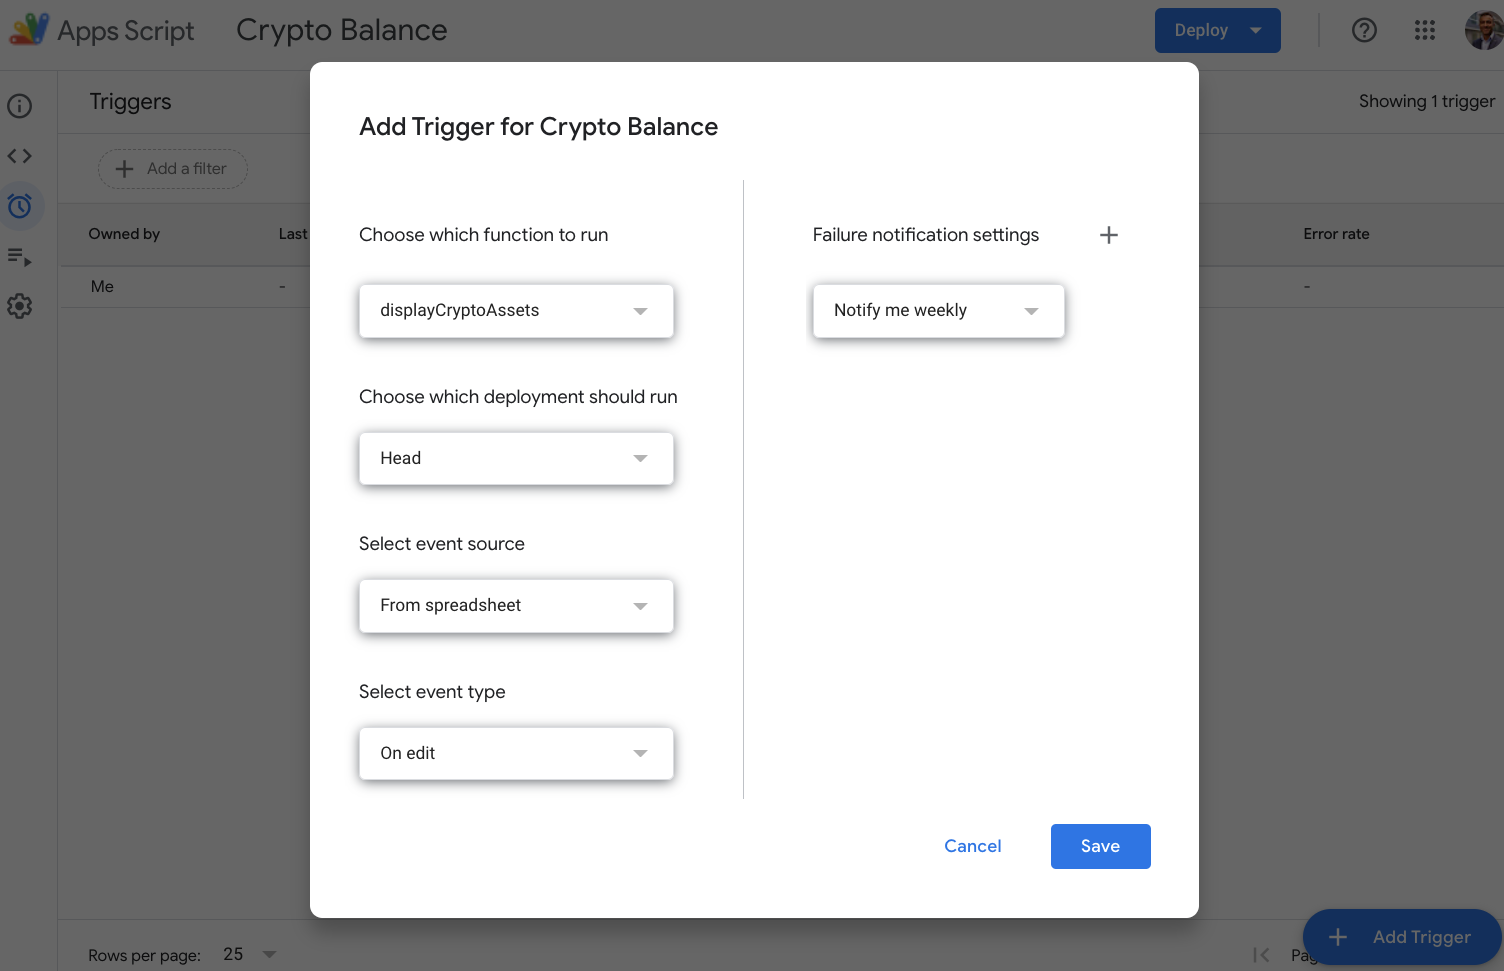 Apps Script
Crypto Balance
Deploy
Triggers
Showing 1 trigger
Add a filter
Owned by
Last
Error rate
Me
-
-
Add Trigger for Crypto Balance
Choose which function to run
displayCryptoAssets
Choose which deployment should run
Head
Select event source
From spreadsheet
Select event type
On edit
Failure notification settings
Notify me weekly
Cancel
Save
Rows per page:
25
Add Trigger